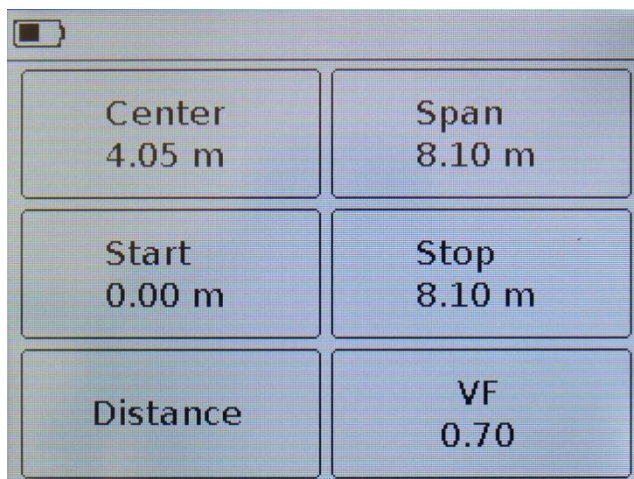 Center
4.05 m
Span
8.10 m
Start
0.00 m
Stop
8.10 m
Distance
VF
0.70